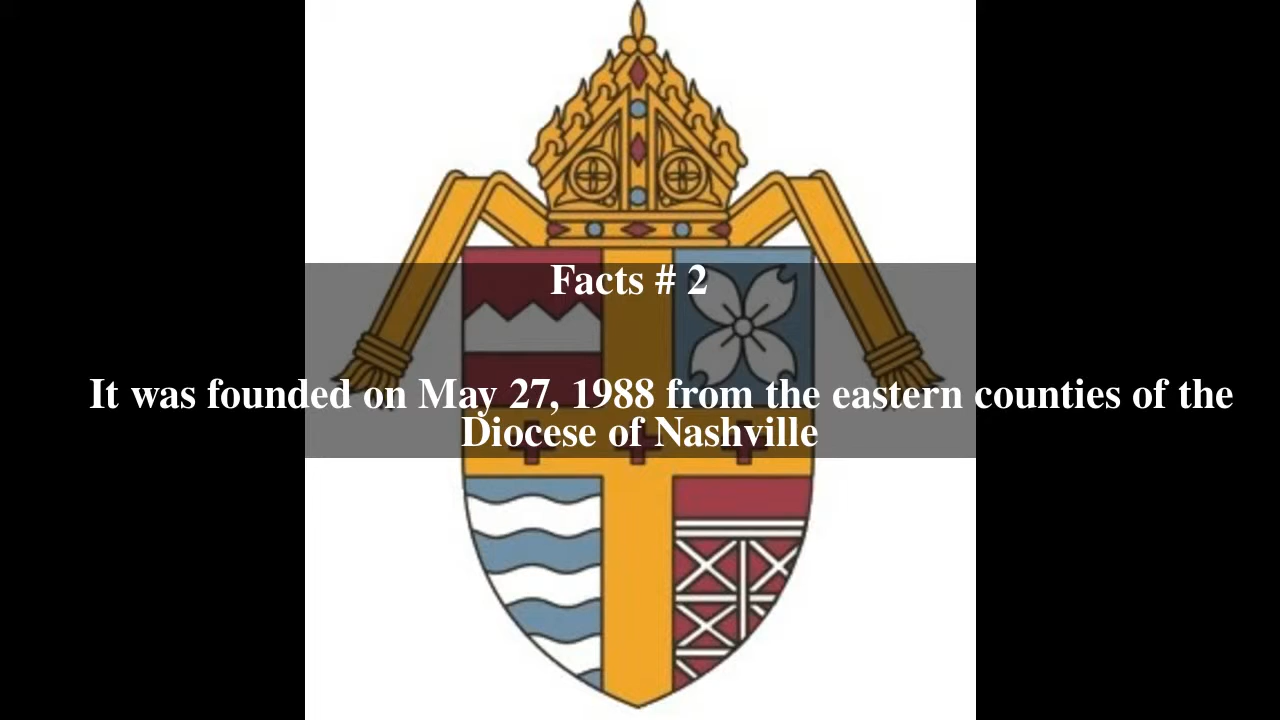 Facts # 2
It was founded on May 27, 1988 from the eastern counties of the
Diocese of Nashville